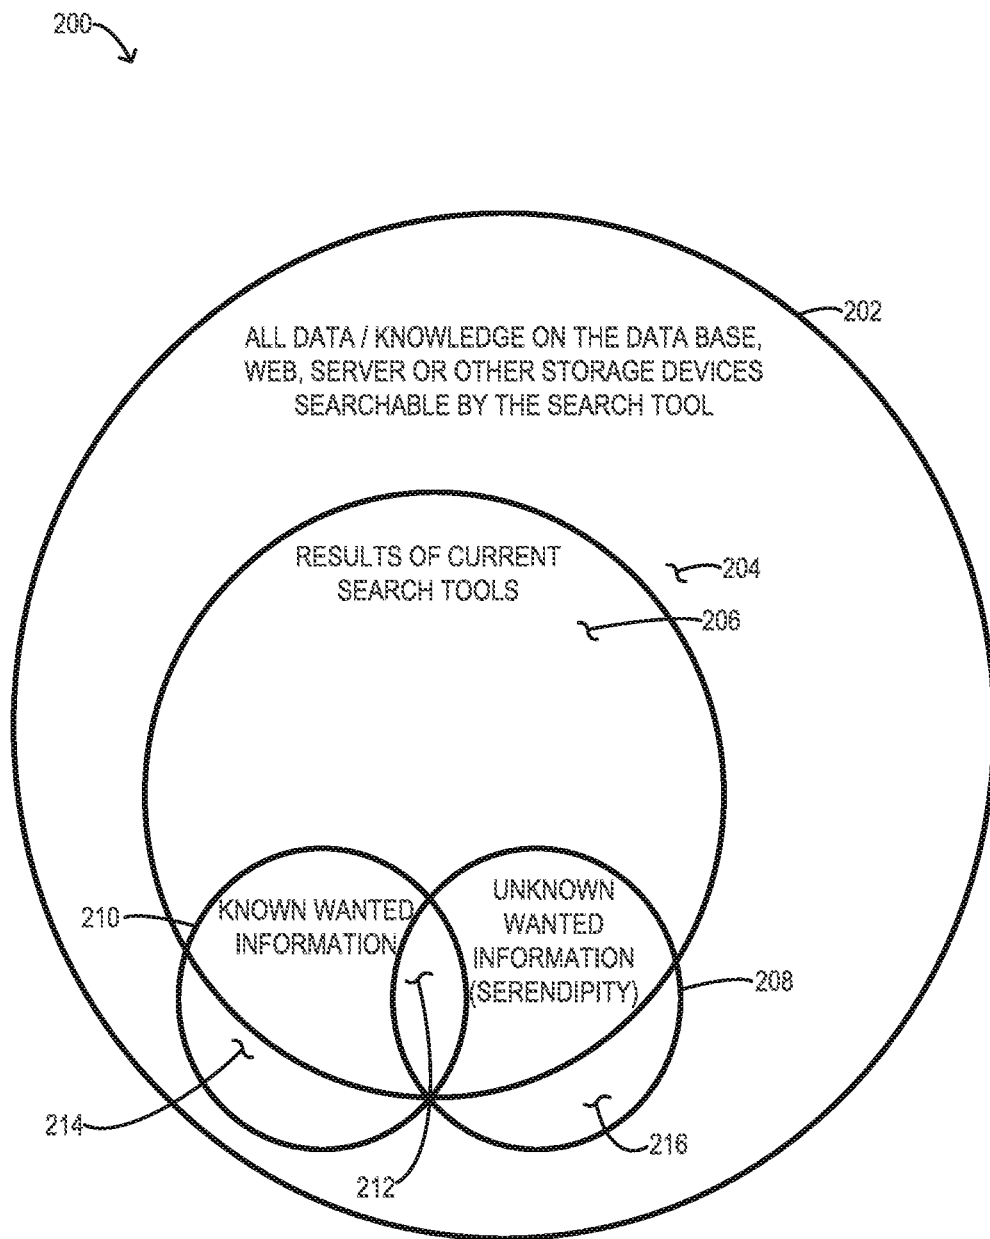 200
202
ALL DATA / KNOWLEDGE ON THE DATA BASE,
WEB, SERVER OR OTHER STORAGE DEVICES
SEARCHABLE BY THE SEARCH TOOL
RESULTS OF CURRENT
SEARCH TOOLS
204
206
210
KNOWN WANTED
INFORMATION
UNKNOWN
WANTED
INFORMATION
(SERENDIPITY)
208
214
212
216